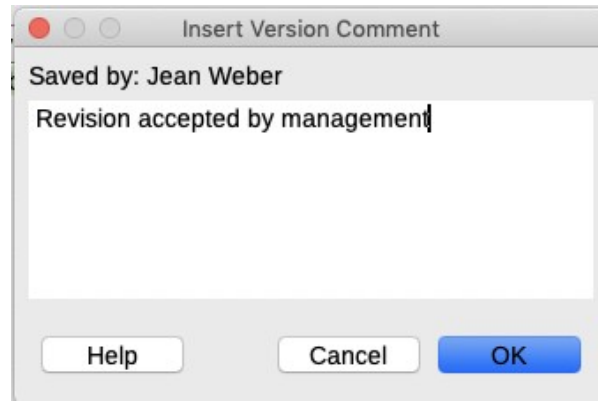 Insert Version Comment
Saved by: Jean Weber
Revision accepted by management
Help Cancel OK